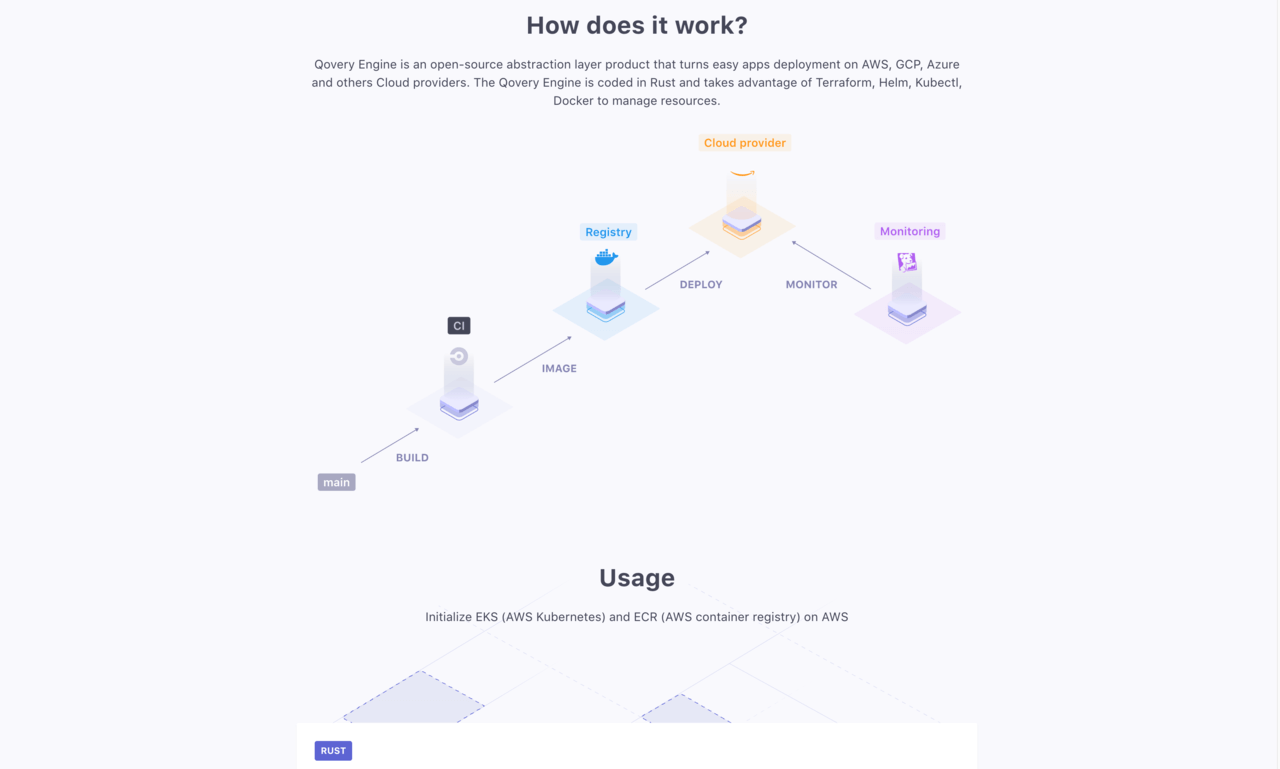 How does it work?
Qovery Engine is an open-source abstraction layer product that turns easy apps deployment on AWS, GCP, Azure
and others Cloud providers. The Qovery Engine is coded in Rust and takes advantage of Terraform, Helm, Kubectl,
Docker to manage resources.
Cloud provider
Registry
Monitoring
DEPLOY
MONITOR
CI
IMAGE
BUILD
main
Usage
Initialize EKS (AWS Kubernetes) and ECR (AWS container registry) on AWS
RUST